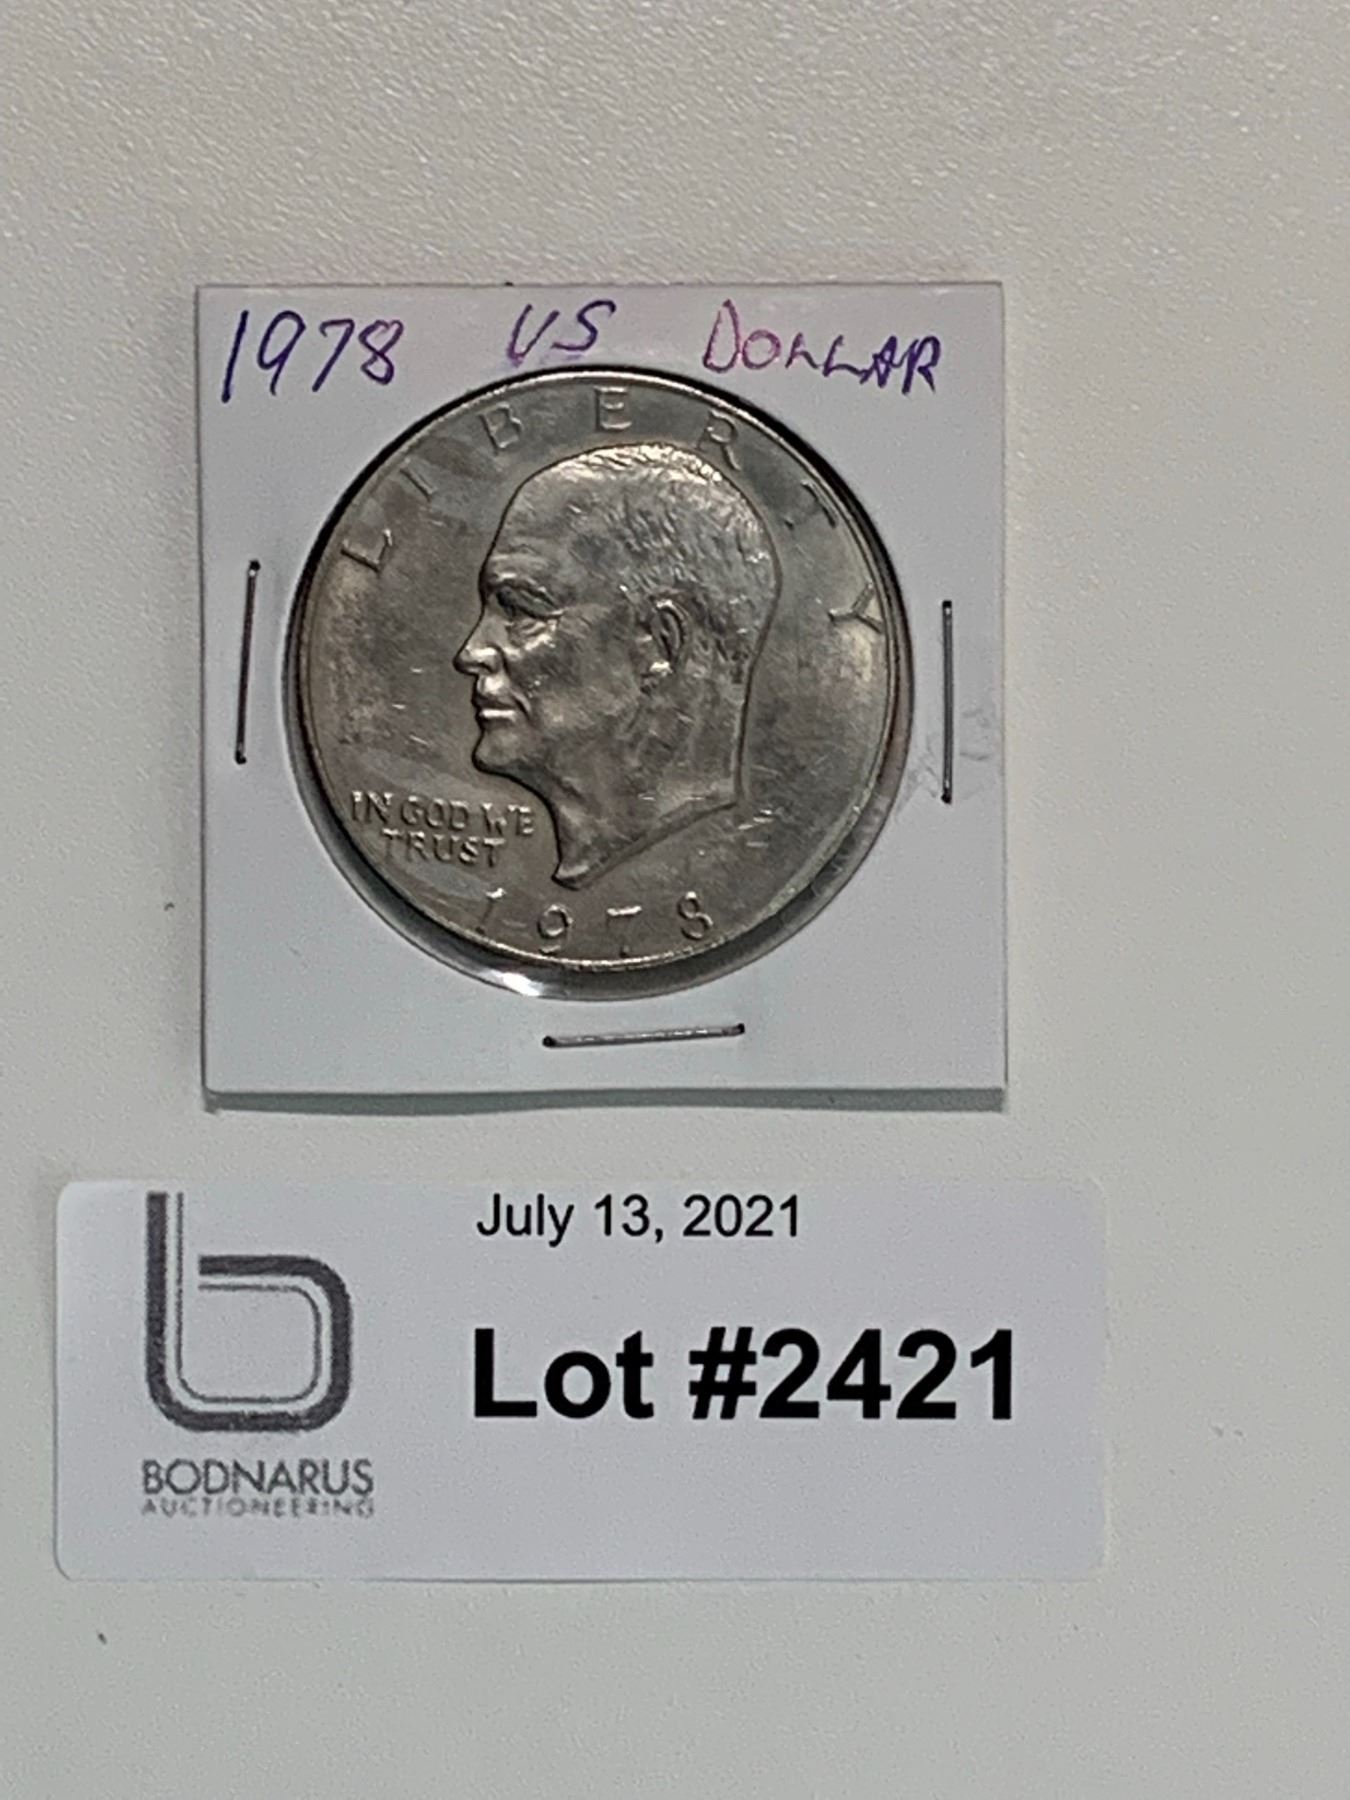 1978 US DOLLAR
LIBERTY
IN GOD WE
TRUST
1978
July 13, 2021
Lot #2421
BODNARUS
AUCTIONEERING